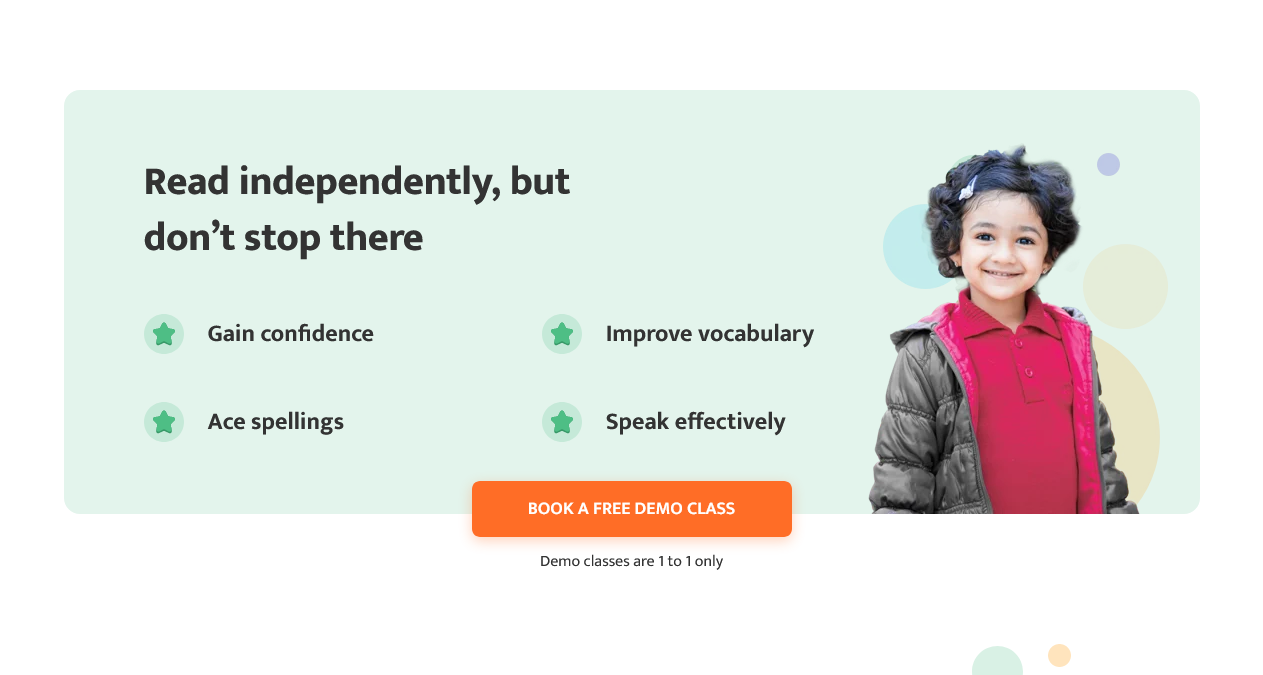 Read independently, but
don’t stop there
Gain confidence
Improve vocabulary
Ace spellings
Speak effectively
BOOK A FREE DEMO CLASS
Demo classes are 1 to 1 only